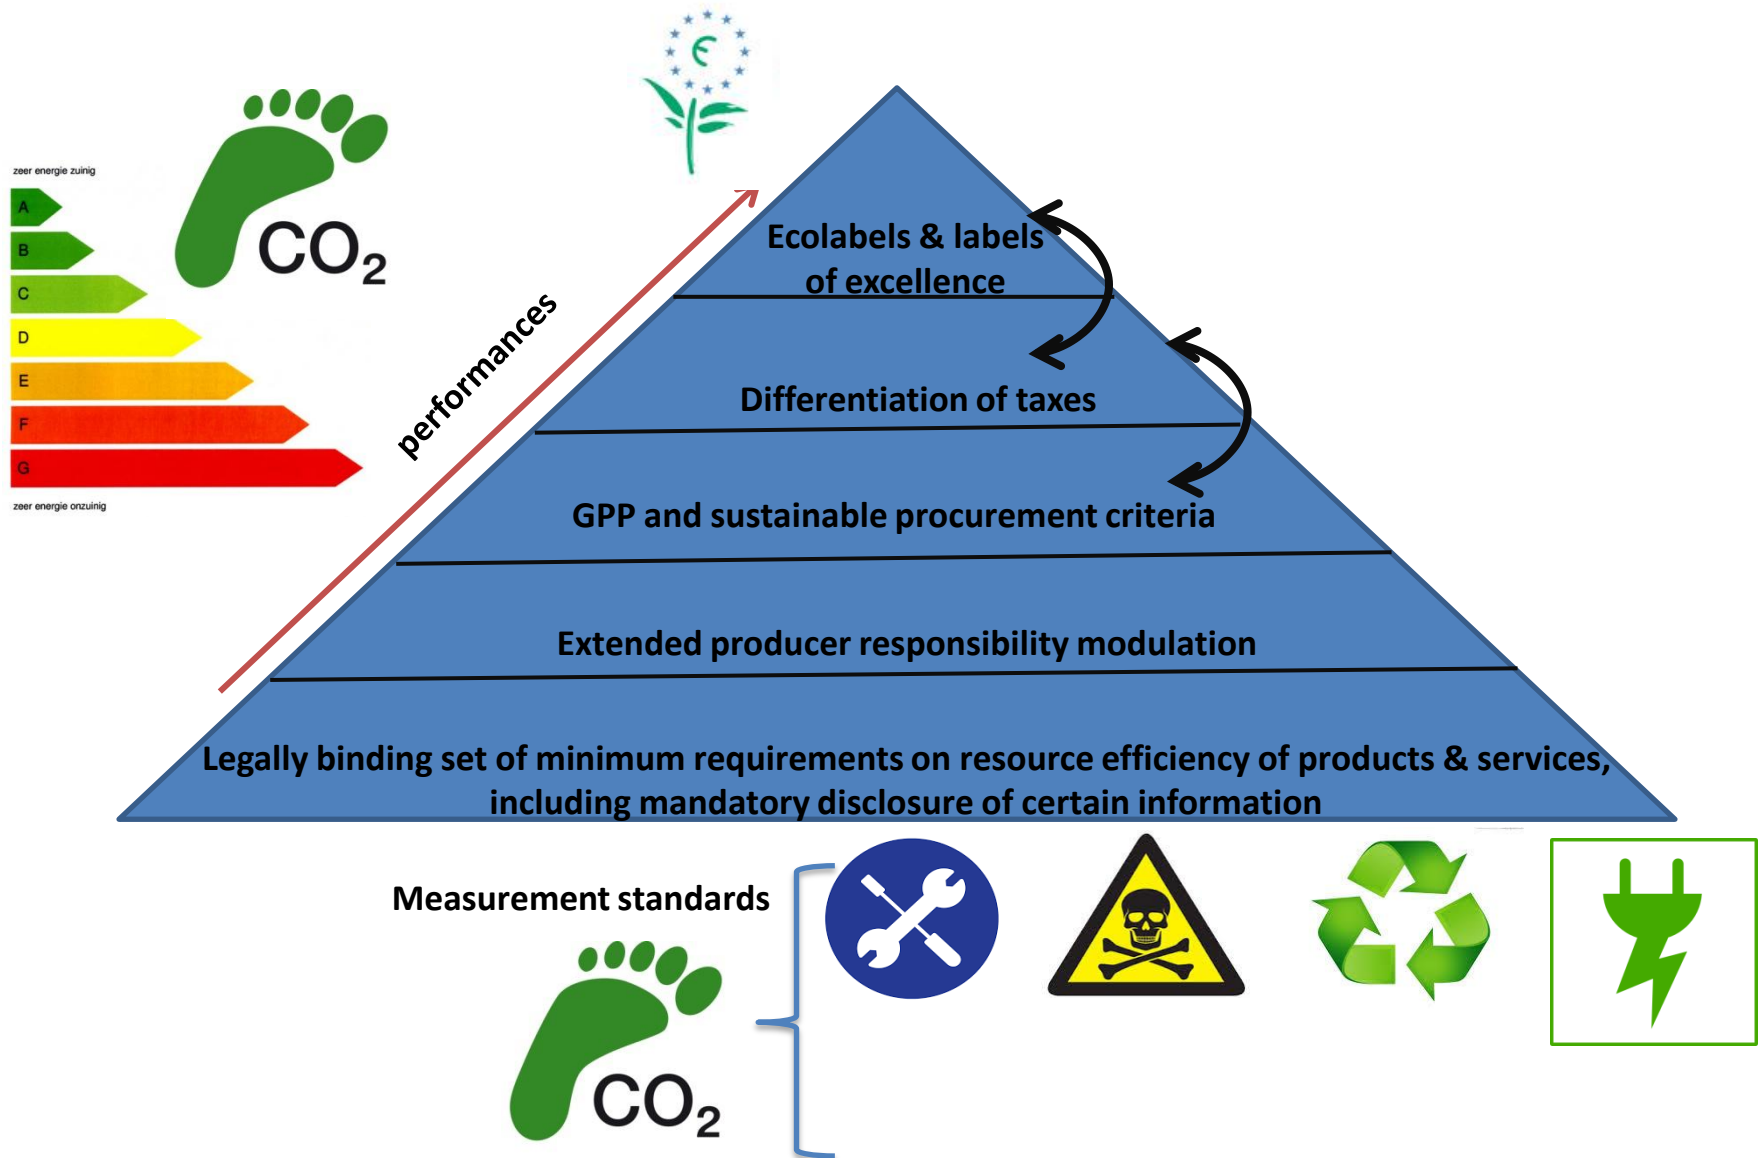 zeer energie zuinig
A
B
C
D
E
F
G
zeer energie onzuinig
CO₂
performances
Ecolabels & labels
of excellence
Differentiation of taxes
GPP and sustainable procurement criteria
Extended producer responsibility modulation
Legally binding set of minimum requirements on resource efficiency of products & services,
including mandatory disclosure of certain information
Measurement standards
CO₂